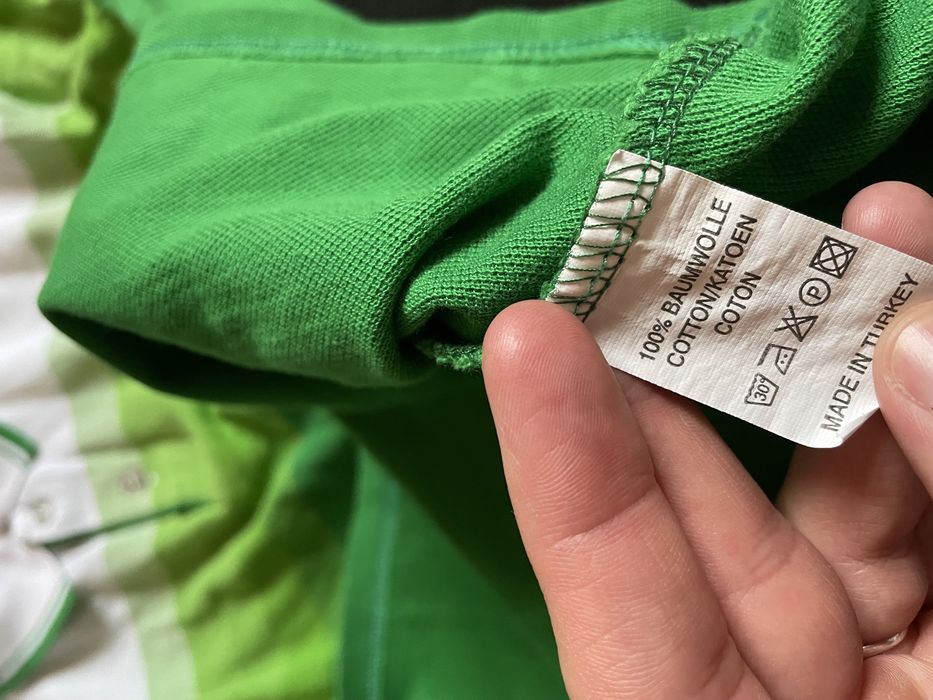 100% BAUMWOLLE
COTTON/KATOEN
COTON
30°
P
MADE IN TURKEY